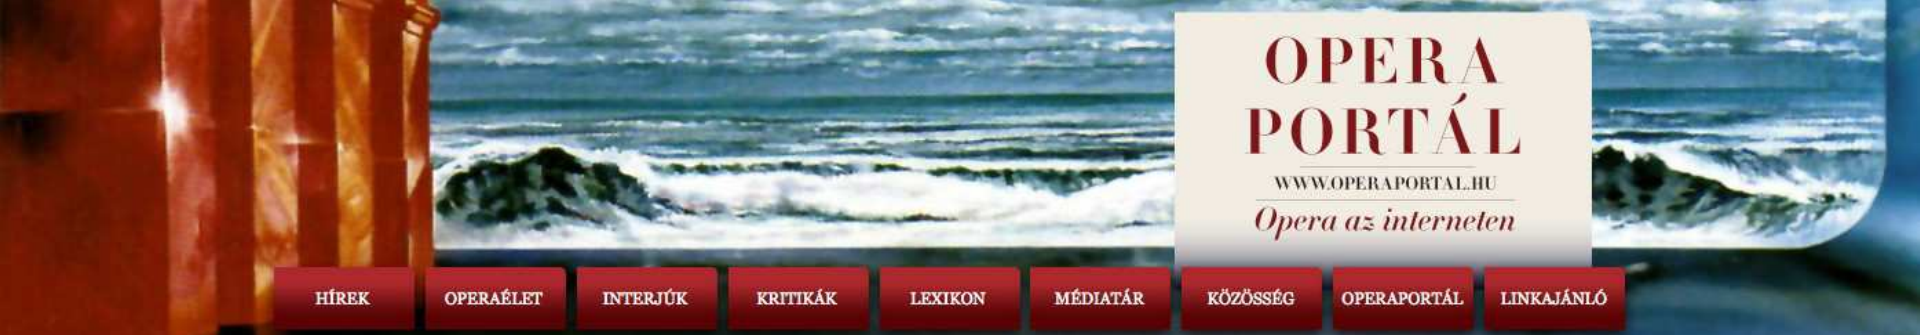 OPERA
PORTÁL
WWW.OPERAPORTAL.HU
Opera az interneten
HÍREK OPERAÉLET INTERJÚK KRITIKÁK LEXIKON MÉDIATÁR KÖZÖSSÉG OPERAPORTÁL LINKAJÁNLÓ